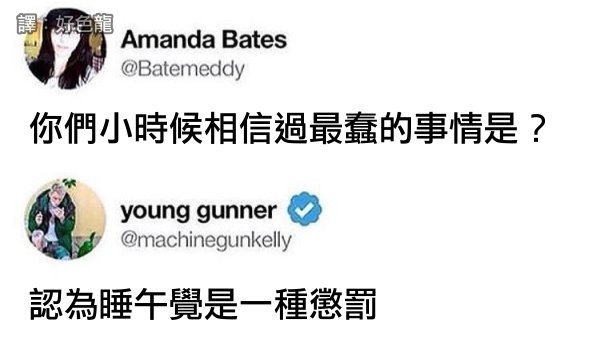 譯：好色龍
Amanda Bates
@Batemeddy
你們小時候相信過最蠢的事情是？
young gunner
@machinegunkelly
認為睡午覺是一種懲罰